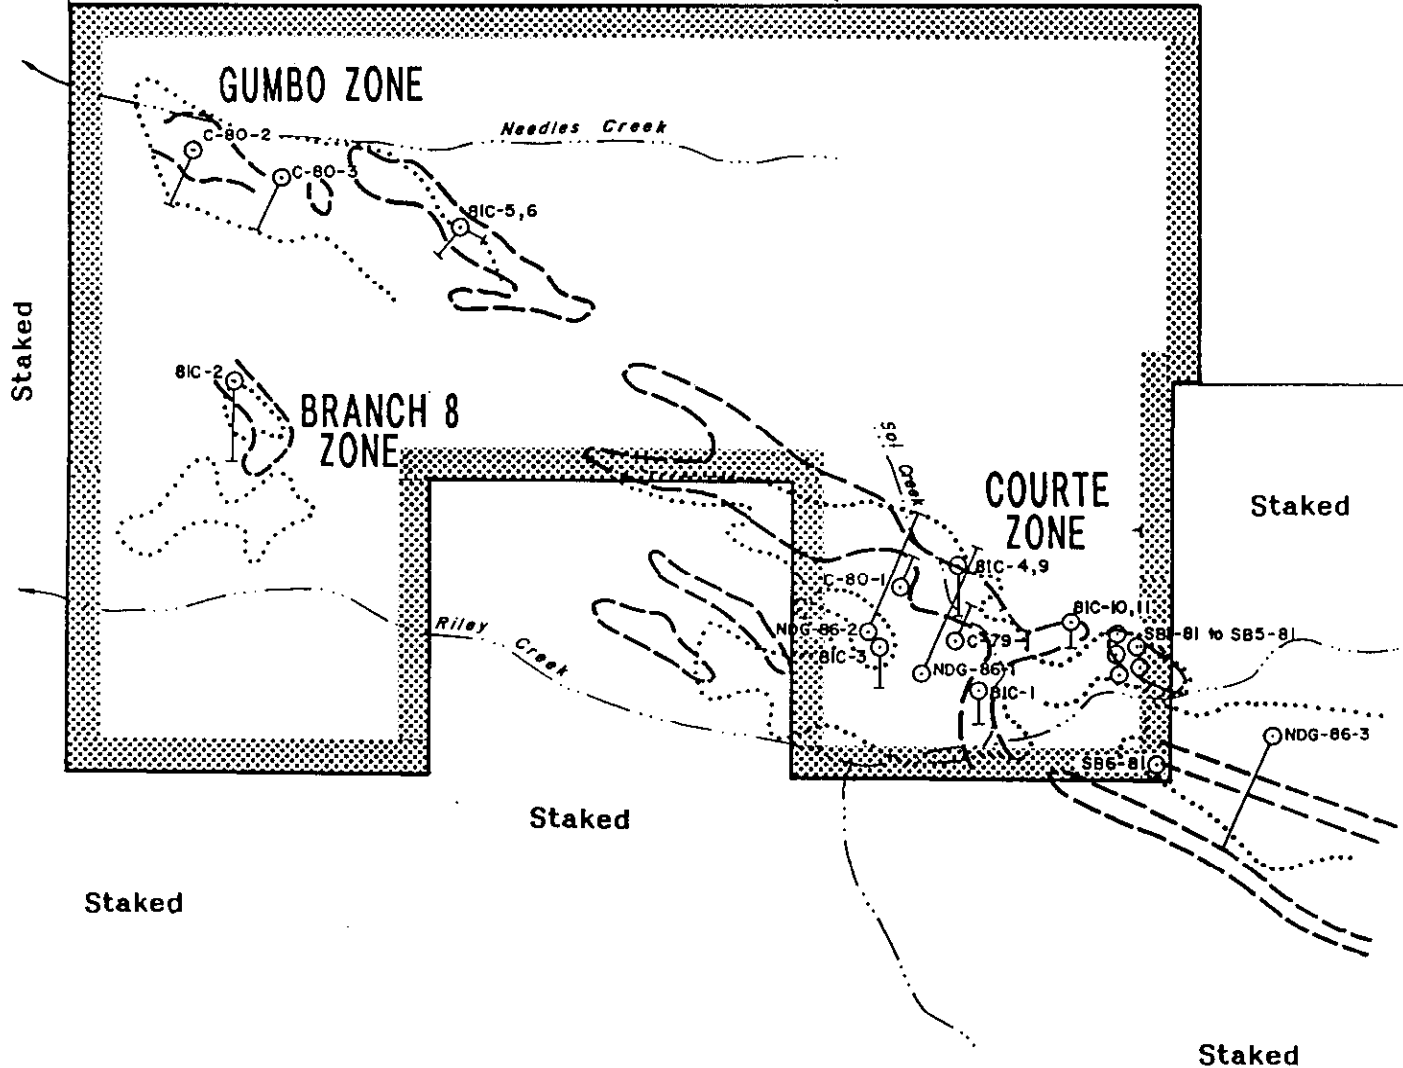 GUMBO ZONE
Needles Creek
C-80-2
C-80-3
81C-5,6
Staked
81C-2
BRANCH 8
ZONE
Sol Creek
COURTE
ZONE
Staked
81C-4,9
C-80-1
81C-10,11
NDG-86-2
C-79-1
SB1-81 to SB5-81
81C-3
NDG-86-1
81C-1
Riley Creek
NDG-86-3
SB6-81
Staked
Staked
Staked